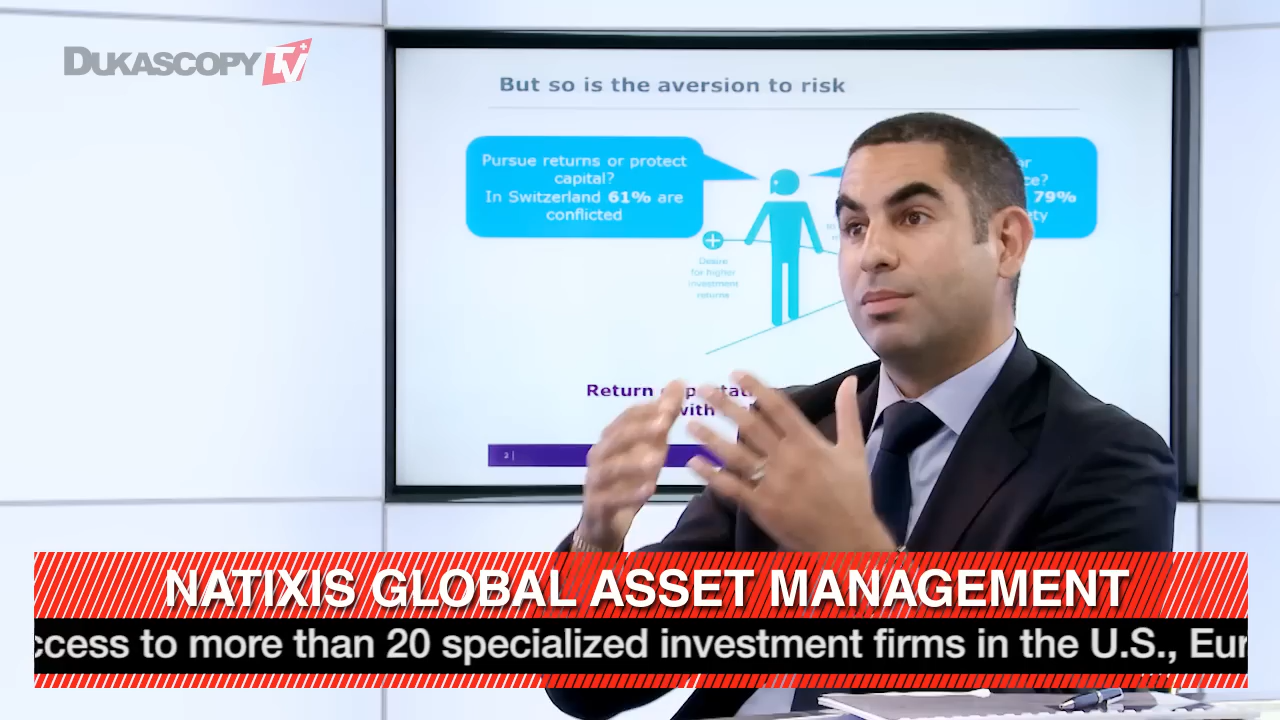 DUKASCOPY TV
But so is the aversion to risk
Pursue returns or protect
capital?
In Switzerland 61% are
conflicted
79%
Desire
for higher
investment
returns
Return
with
2
NATIXIS GLOBAL ASSET MANAGEMENT
to more than 20 specialized investment firms in the U.S.,